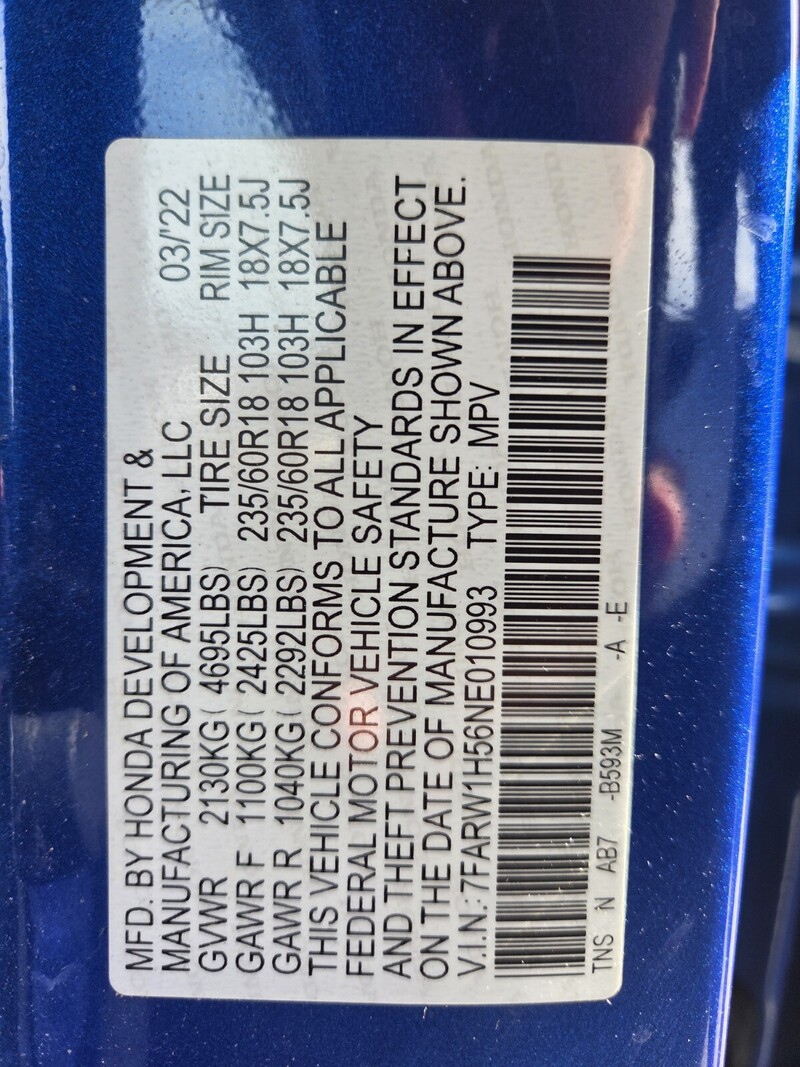 MFD. BY HONDA DEVELOPMENT &
MANUFACTURING OF AMERICA, LLC 03/'22
GVWR 2130KG( 4695LBS) TIRE SIZE RIM SIZE
GAWR F 1100KG( 2425LBS) 235/60R18 103H 18X7.5J
GAWR R 1040KG( 2292LBS) 235/60R18 103H 18X7.5J
THIS VEHICLE CONFORMS TO ALL APPLICABLE
FEDERAL MOTOR VEHICLE SAFETY
AND THEFT PREVENTION STANDARDS IN EFFECT
ON THE DATE OF MANUFACTURE SHOWN ABOVE.
V.I.N.:7FARW1H56NE010993 TYPE: MPV
TNS N AB7 -B593M -A -E